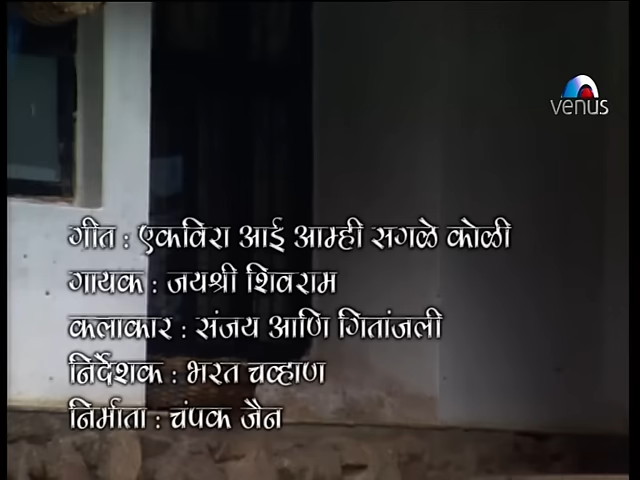 venus
गीत : एकविरा आई आम्ही सगळे कोळी
गायक : जयश्री शिवराम
कलाकार : संजय आणि गितांजली
निर्देशक : भरत चव्हाण
निर्माता : चंपक जैन